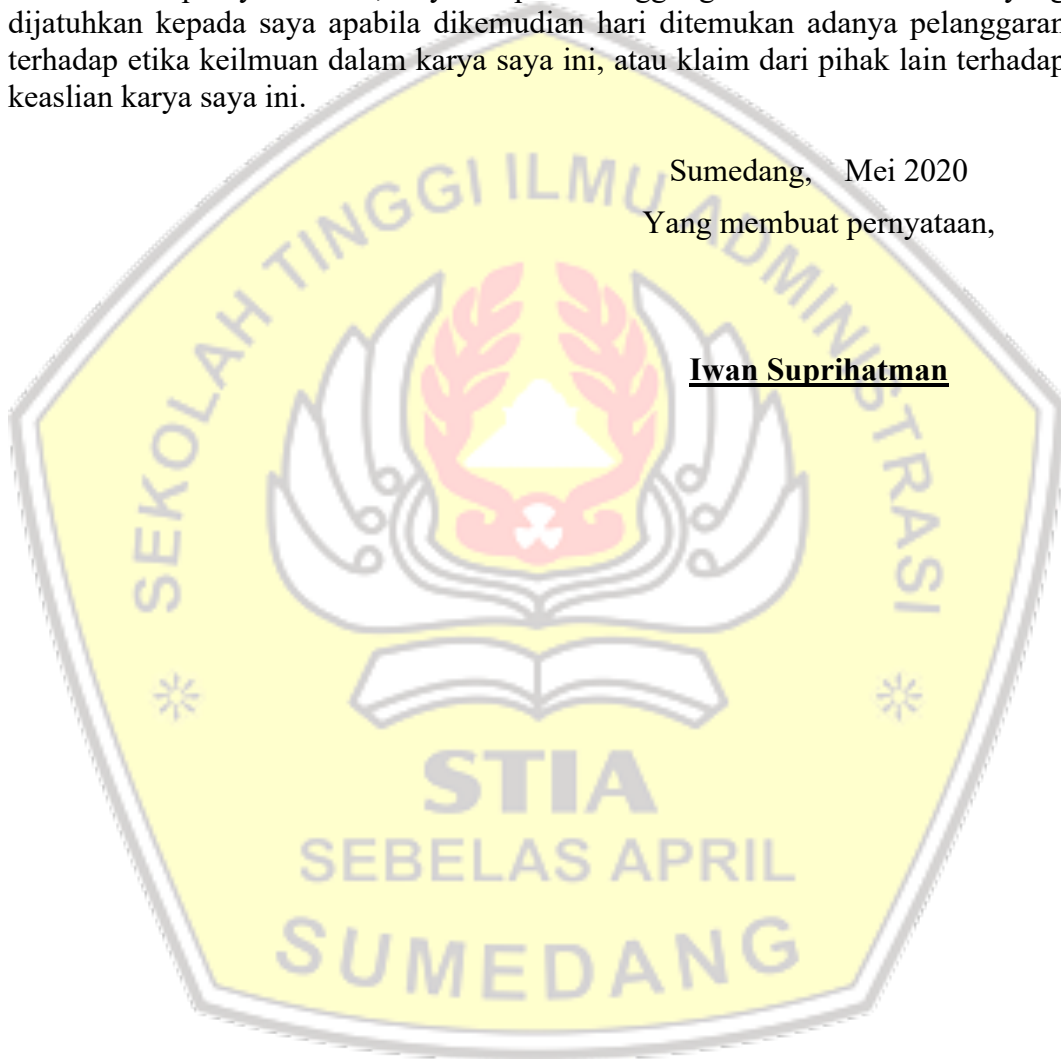 dijatuhkan kepada saya apabila dikemudian hari ditemukan adanya pelanggaran
terhadap etika keilmuan dalam karya saya ini, atau klaim dari pihak lain terhadap
keaslian karya saya ini.
Sumedang, Mei 2020
Yang membuat pernyataan,
Iwan Suprihatman
SEKOLAH TINGGI ILMU ADMINISTRASI
STIA
SEBELAS APRIL
SUMEDANG